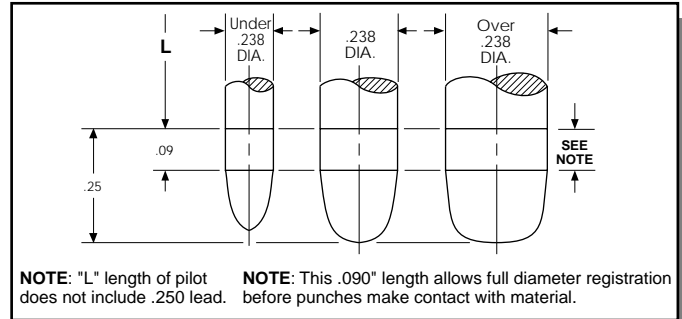 Under
.238
DIA.
.238
DIA.
Over
.238
DIA.
L
.09
.25
SEE
NOTE
NOTE: "L" length of pilot
does not include .250 lead.
NOTE: This .090" length allows full diameter registration
before punches make contact with material.